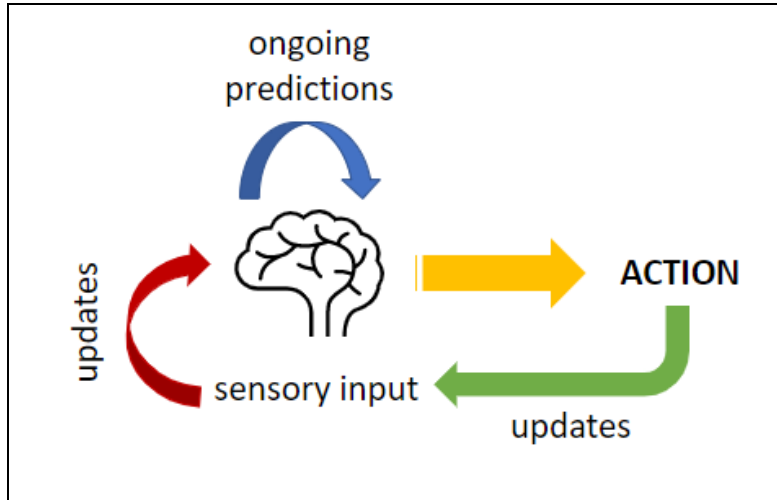 ongoing
predictions
updates
ACTION
sensory input
updates